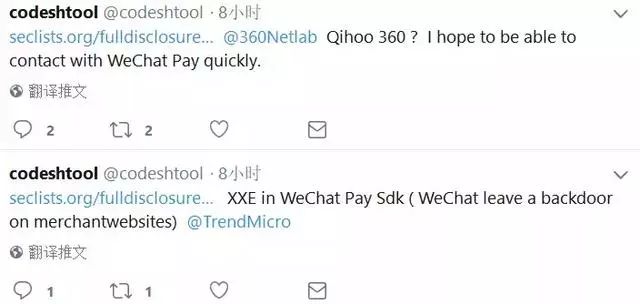 codeshtool @codeshtool · 8小时
seclists.org/fulldisclosure... @360Netlab Qihoo 360 ? I hope to be able to
contact with WeChat Pay quickly.
翻译推文
2 2
codeshtool @codeshtool · 8小时
seclists.org/fulldisclosure... XXE in WeChat Pay Sdk ( WeChat leave a backdoor
on merchantwebsites) @TrendMicro
翻译推文
1 1